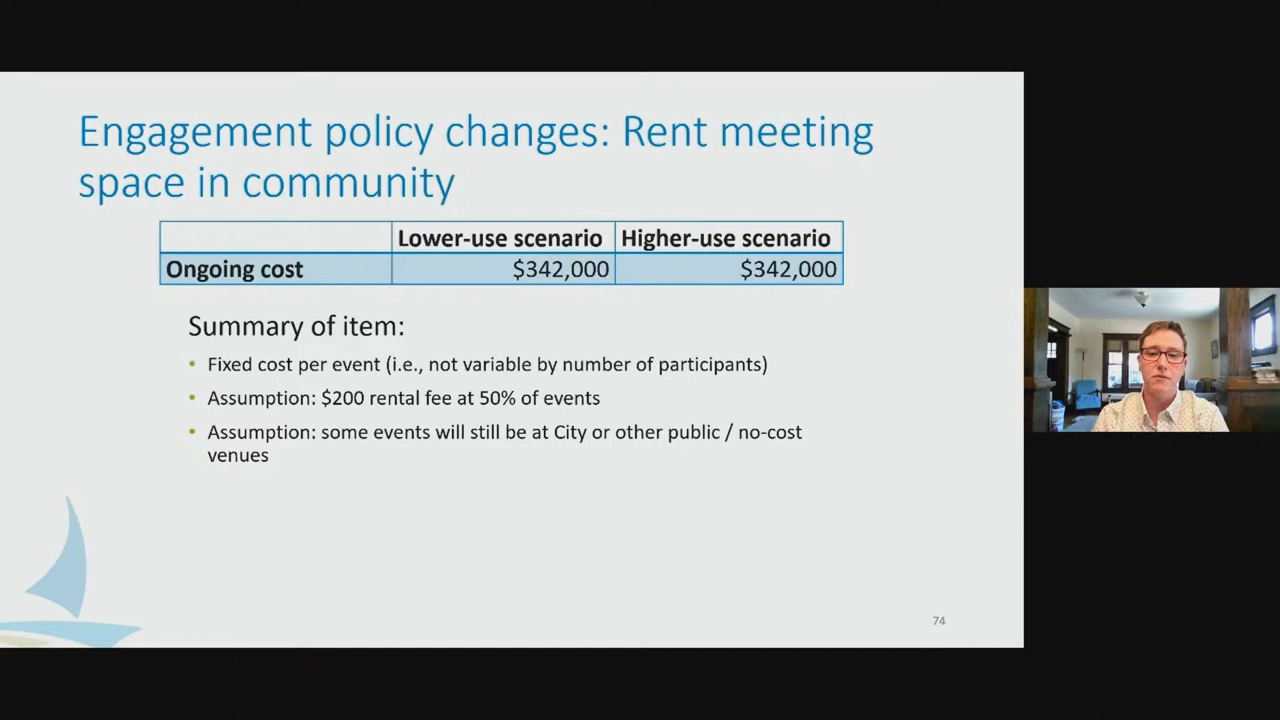 Engagement policy changes: Rent meeting
space in community
Lower-use scenario Higher-use scenario
Ongoing cost $342,000 $342,000
Summary of item:
• Fixed cost per event (i.e., not variable by number of participants)
• Assumption: $200 rental fee at 50% of events
• Assumption: some events will still be at City or other public / no-cost
venues
74